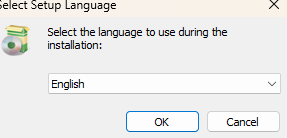 Select Setup Language
Select the language to use during the
installation:
English
OK
Cancel